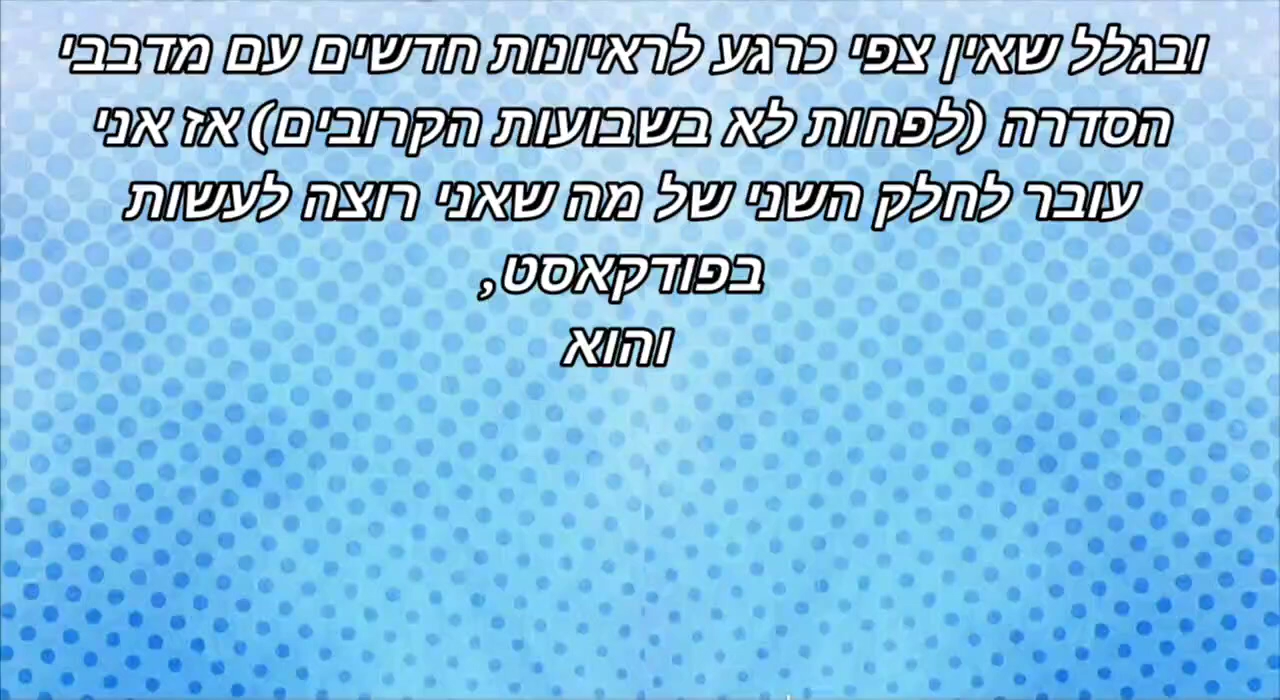 ובגלל שאין צפי כרגע לראיונות חדשים עם מדבבי
הסדרה (לפחות לא בשבועות הקרובים) אז אני
עובר לחלק השני של מה שאני רוצה לעשות
בפודקאסט,
והוא